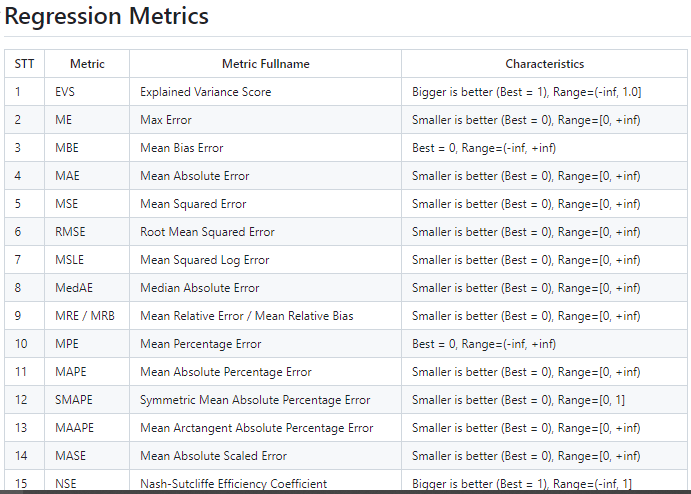 Regression Metrics
STT Metric Metric Fullname Characteristics
1 EVS Explained Variance Score Bigger is better (Best = 1), Range=(-inf, 1.0]
2 ME Max Error Smaller is better (Best = 0), Range=[0, +inf)
3 MBE Mean Bias Error Best = 0, Range=(-inf, +inf)
4 MAE Mean Absolute Error Smaller is better (Best = 0), Range=[0, +inf)
5 MSE Mean Squared Error Smaller is better (Best = 0), Range=[0, +inf)
6 RMSE Root Mean Squared Error Smaller is better (Best = 0), Range=[0, +inf)
7 MSLE Mean Squared Log Error Smaller is better (Best = 0), Range=[0, +inf)
8 MedAE Median Absolute Error Smaller is better (Best = 0), Range=[0, +inf)
9 MRE / MRB Mean Relative Error / Mean Relative Bias Smaller is better (Best = 0), Range=[0, +inf)
10 MPE Mean Percentage Error Best = 0, Range=(-inf, +inf)
11 MAPE Mean Absolute Percentage Error Smaller is better (Best = 0), Range=[0, +inf)
12 SMAPE Symmetric Mean Absolute Percentage Error Smaller is better (Best = 0), Range=[0, 1]
13 MAAPE Mean Arctangent Absolute Percentage Error Smaller is better (Best = 0), Range=[0, +inf)
14 MASE Mean Absolute Scaled Error Smaller is better (Best = 0), Range=[0, +inf)
15 NSE Nash-Sutcliffe Efficiency Coefficient Bigger is better (Best = 1), Range=(-inf, 1]